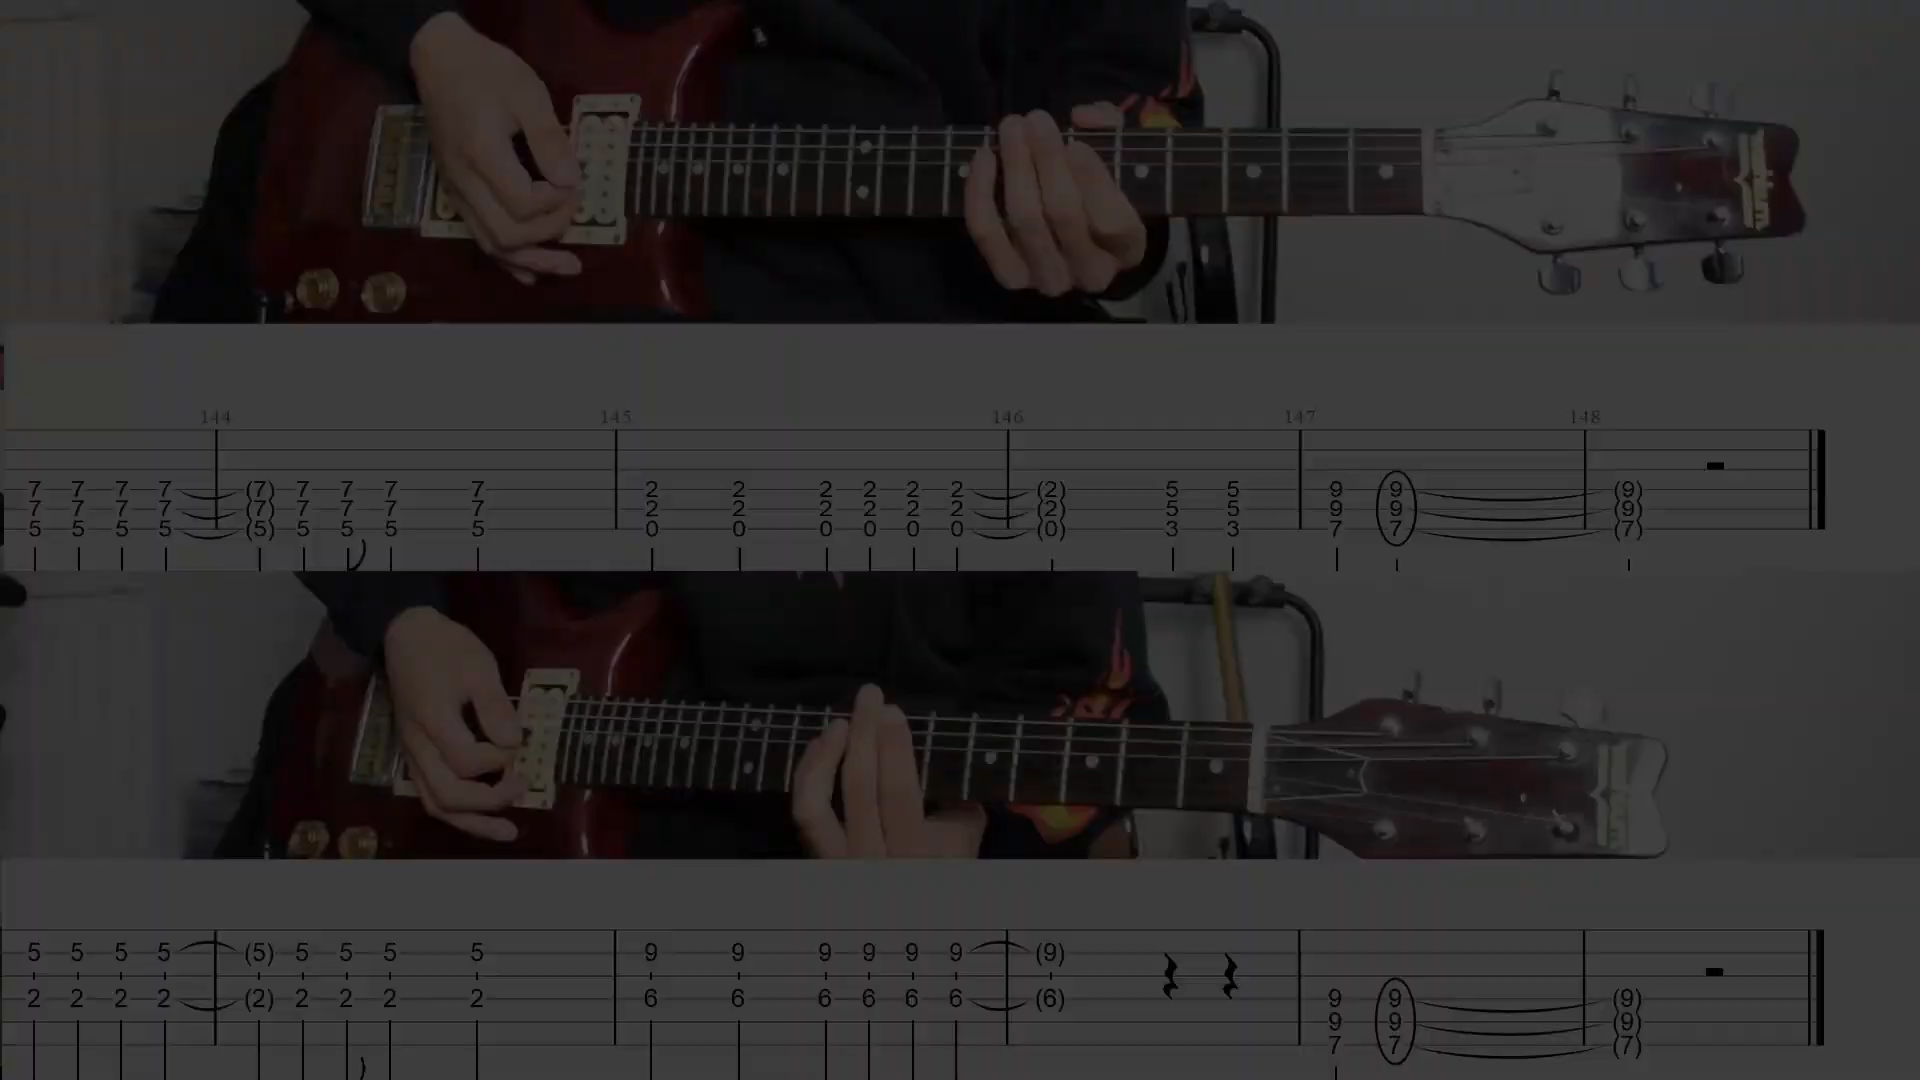 144 145 146 147 148
7 7 7 7 (7) 7 7 7 7 2 2 2 2 2 2 (2) 5 5 9 9 (9)
7 7 7 7 (7) 7 7 7 7 2 2 2 2 2 2 (2) 5 5 9 9 (9)
5 5 5 5 (5) 5 5 5 5 0 0 0 0 0 0 (0) 3 3 7 7 (7)
5 5 5 5 (5) 5 5 5 5 9 9 9 9 9 9 (9)
2 2 2 2 (2) 2 2 2 2 6 6 6 6 6 6 (6) 9 9 (9)
9 9 (9)
7 7 (7)